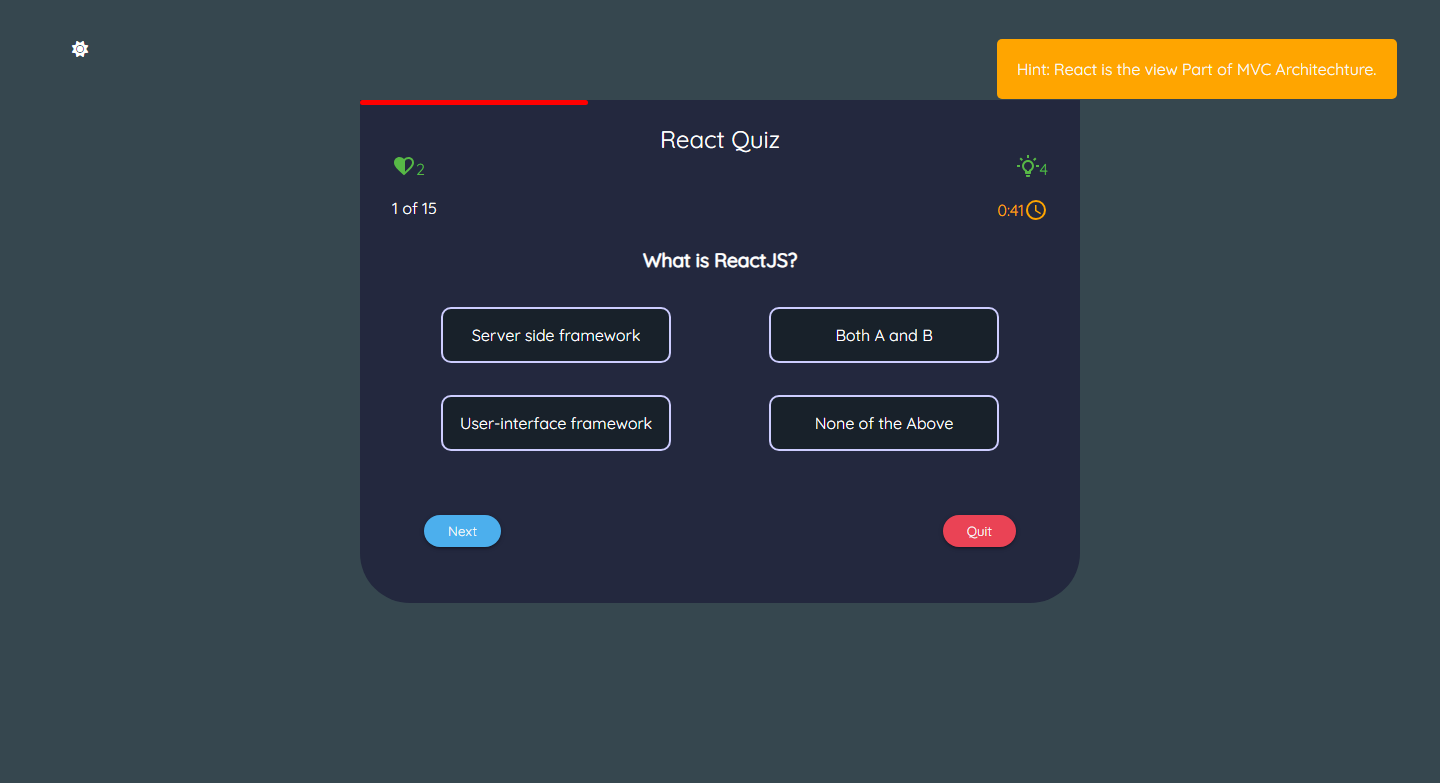 Hint: React is the view Part of MVC Architechture.
React Quiz
2
4
1 of 15
0:41
What is ReactJS?
Server side framework
Both A and B
User-interface framework
None of the Above
Next
Quit